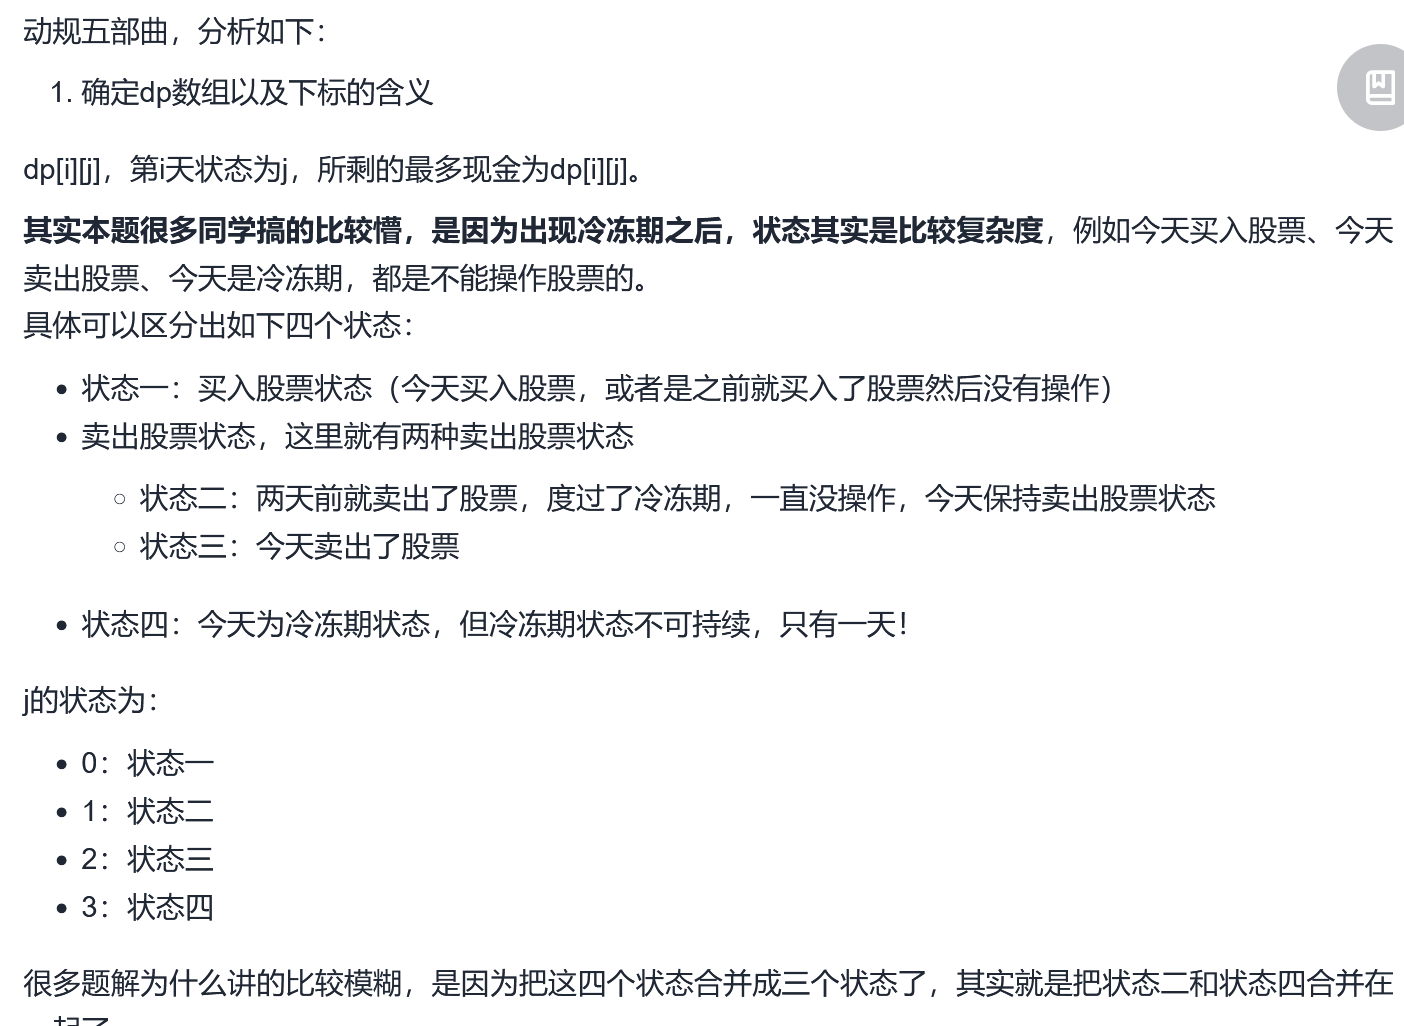 动规五部曲，分析如下：
1. 确定dp数组以及下标的含义
dp[i][j]，第i天状态为j，所剩的最多现金为dp[i][j]。
其实本题很多同学搞的比较懵，是因为出现冷冻期之后，状态其实是比较复杂度，例如今天买入股票、今天
卖出股票、今天是冷冻期，都是不能操作股票的。
具体可以区分出如下四个状态：
• 状态一：买入股票状态（今天买入股票，或者是之前就买入了股票然后没有操作）
• 卖出股票状态，这里就有两种卖出股票状态
◦ 状态二：两天前就卖出了股票，度过了冷冻期，一直没操作，今天保持卖出股票状态
◦ 状态三：今天卖出了股票
• 状态四：今天为冷冻期状态，但冷冻期状态不可持续，只有一天！
j的状态为：
• 0：状态一
• 1：状态二
• 2：状态三
• 3：状态四
很多题解为什么讲的比较模糊，是因为把这四个状态合并成三个状态了，其实就是把状态二和状态四合并在
一起了